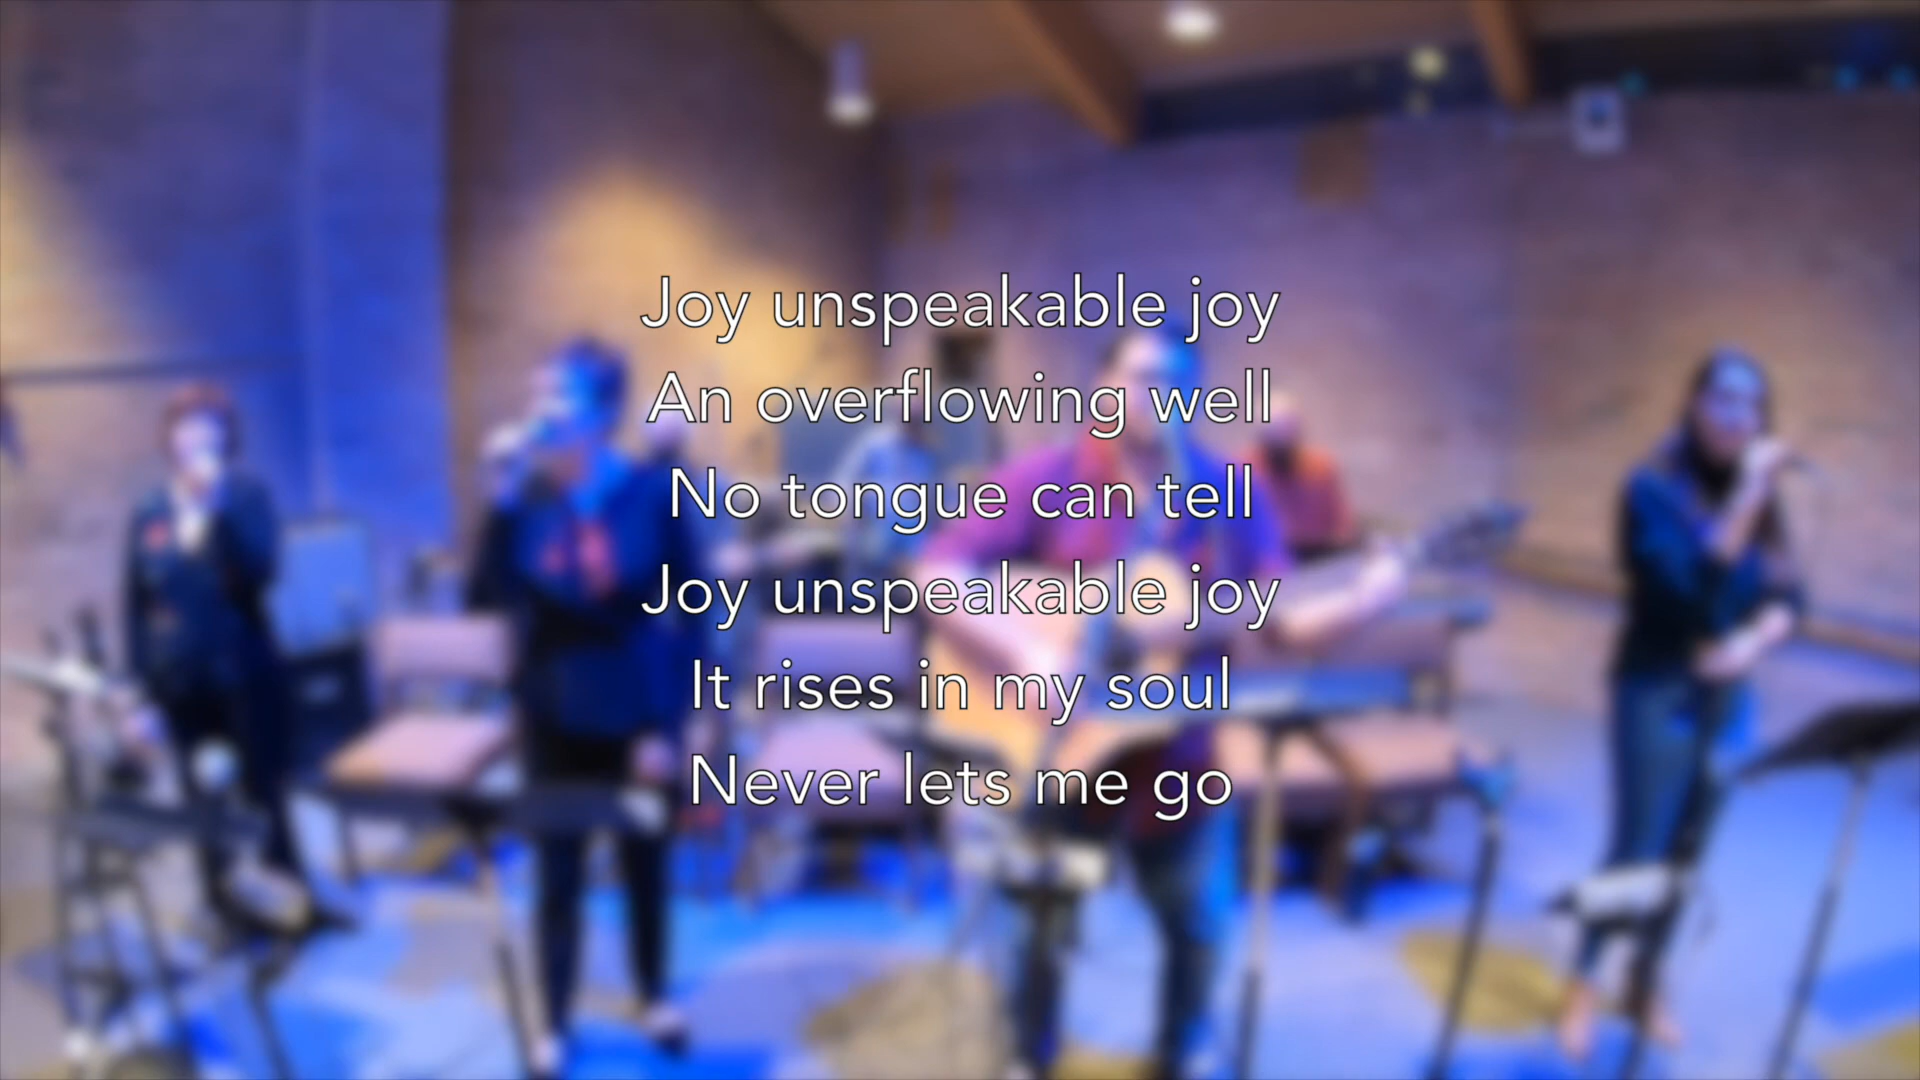 Joy unspeakable joy
An overflowing well
No tongue can tell
Joy unspeakable joy
It rises in my soul
Never lets me go